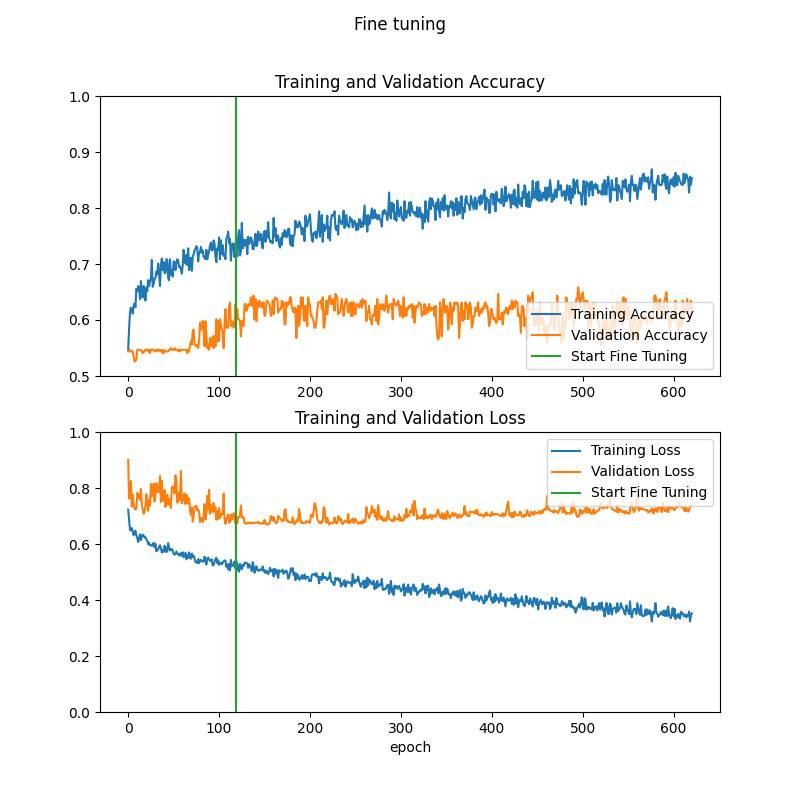 Fine tuning
Training and Validation Accuracy
1.0
0.9
0.8
0.7
0.6
0.5
0 100 200 300 400 500 600
Training Accuracy
Validation Accuracy
Start Fine Tuning
Training and Validation Loss
1.0
0.8
0.6
0.4
0.2
0.0
0 100 200 300 400 500 600
Training Loss
Validation Loss
Start Fine Tuning
epoch